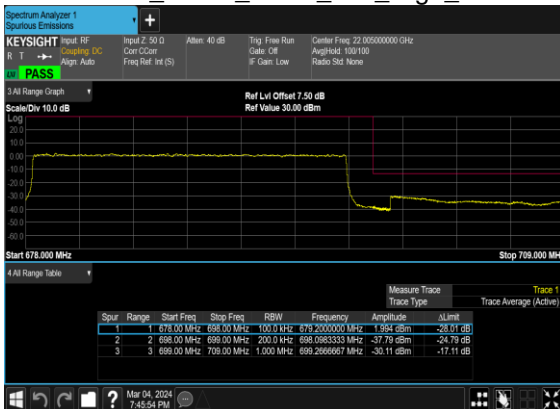 Spectrum Analyzer 1
Spurious Emissions
KEYSIGHT
R T
PASS
Input: RF
Coupling: DC
Align: Auto
Input Z: 50 Ω
Corr CCorr
Freq Ref: Int (S)
Atten: 40 dB
Trig: Free Run
Gate: Off
IF Gain: Low
Center Freq: 22.005000000 GHz
Avg|Hold: 100/100
Radio Std: None
3 All Range Graph
Scale/Div 10.0 dB
Ref Lvl Offset 7.50 dB
Ref Value 30.00 dBm
Log
20.0
10.0
0.00
-10.0
-20.0
-30.0
-40.0
-50.0
-60.0
Start 678.000 MHz
Stop 709.000 MH
4 All Range Table
Measure Trace Trace 1
Trace Type Trace Average (Active)
Spur Range Start Freq Stop Freq RBW Frequency Amplitude ΔLimit
1 1 678.00 MHz 698.00 MHz 100.0 kHz 679.2000000 MHz 1.994 dBm -28.01 dB
2 2 698.00 MHz 699.00 MHz 200.0 kHz 698.0983333 MHz -37.79 dBm -24.79 dB
3 3 699.00 MHz 709.00 MHz 1.000 MHz 699.2666667 MHz -30.11 dBm -17.11 dB
Mar 04, 2024
7:45:54 PM